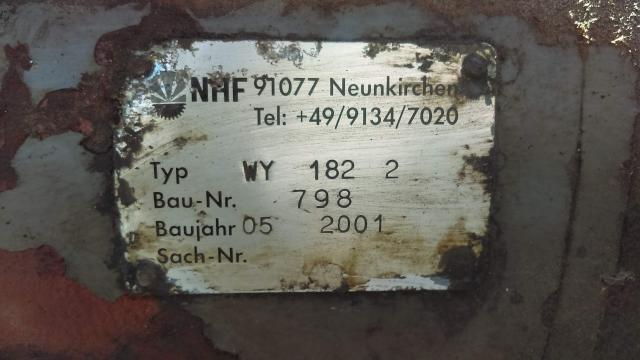 NHF 91077 Neunkirchen
Tel: +49/9134/7020
Typ WY 182 2
Bau-Nr. 798
Baujahr 05 2001
Sach-Nr.